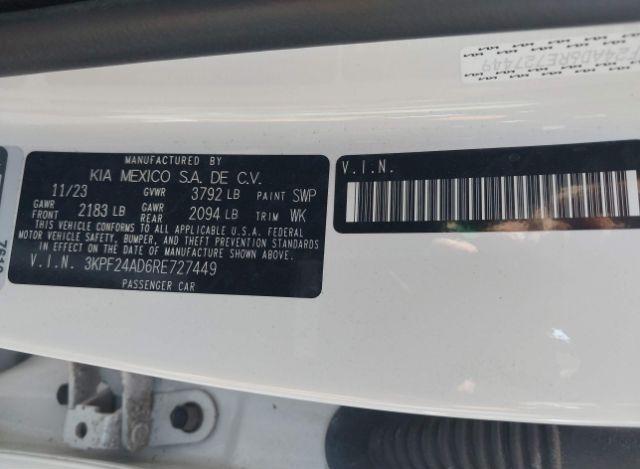 MANUFACTURED BY
KIA MEXICO S.A. DE C.V.
11/23 GVWR 3792 LB PAINT SWP
GAWR FRONT 2183 LB GAWR REAR 2094 LB TRIM WK
THIS VEHICLE CONFORMS TO ALL APPLICABLE U.S.A. FEDERAL
MOTOR VEHICLE SAFETY, BUMPER, AND THEFT PREVENTION STANDARDS
IN EFFECT ON THE DATE OF MANUFACTURE SHOWN ABOVE.
V.I.N. 3KPF24AD6RE727449
PASSENGER CAR
V.I.N.
F24AD6RE727449